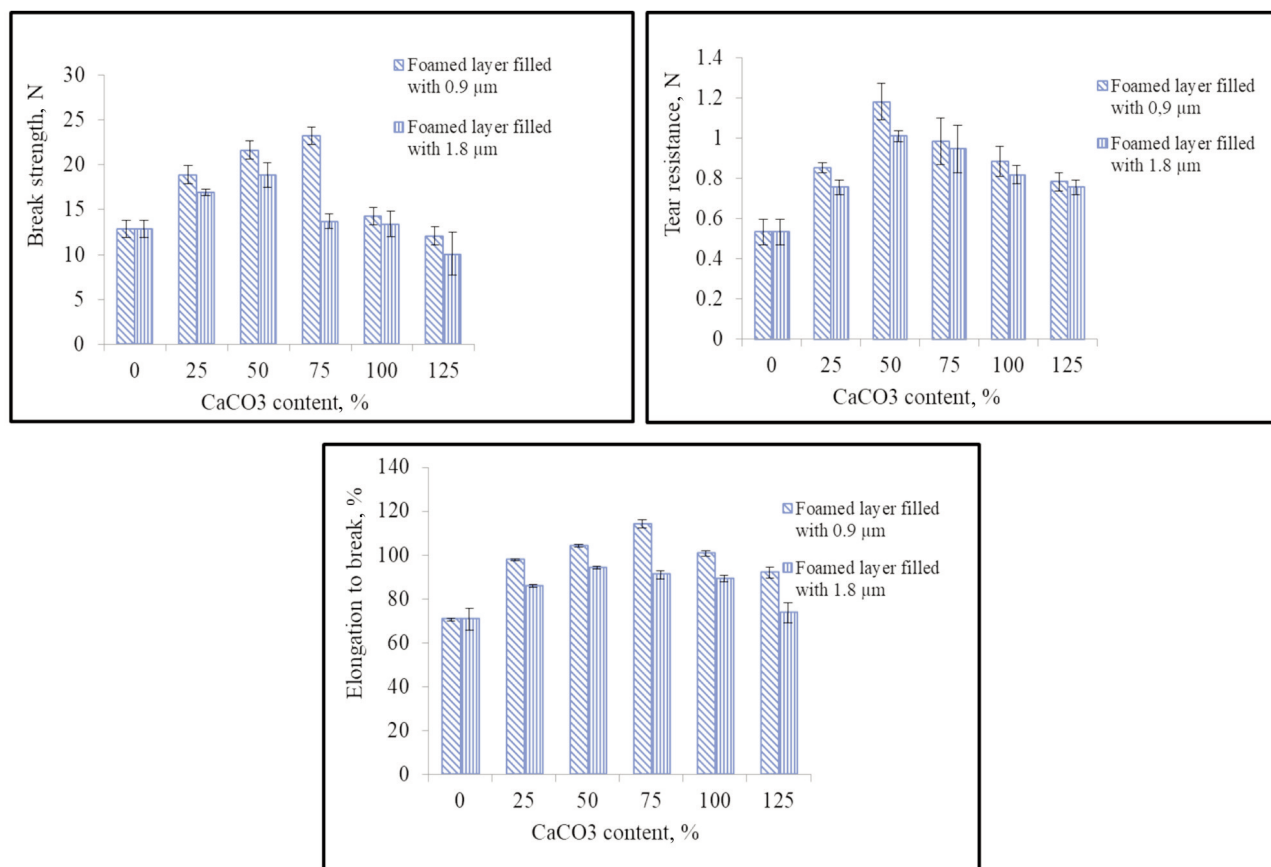 Break strength, N
30
25
20
15
10
5
0
0 25 50 75 100 125
CaCO3 content, %
Foamed layer filled
with 0.9 µm
Foamed layer filled
with 1.8 µm
Tear resistance, N
1.4
1.2
1
0.8
0.6
0.4
0.2
0
0 25 50 75 100 125
CaCO3 content, %
Foamed layer filled
with 0,9 µm
Foamed layer filled
with 1.8 µm
Elongation to break, %
140
120
100
80
60
40
20
0
0 25 50 75 100 125
CaCO3 content, %
Foamed layer filled
with 0.9 µm
Foamed layer filled
with 1.8 µm